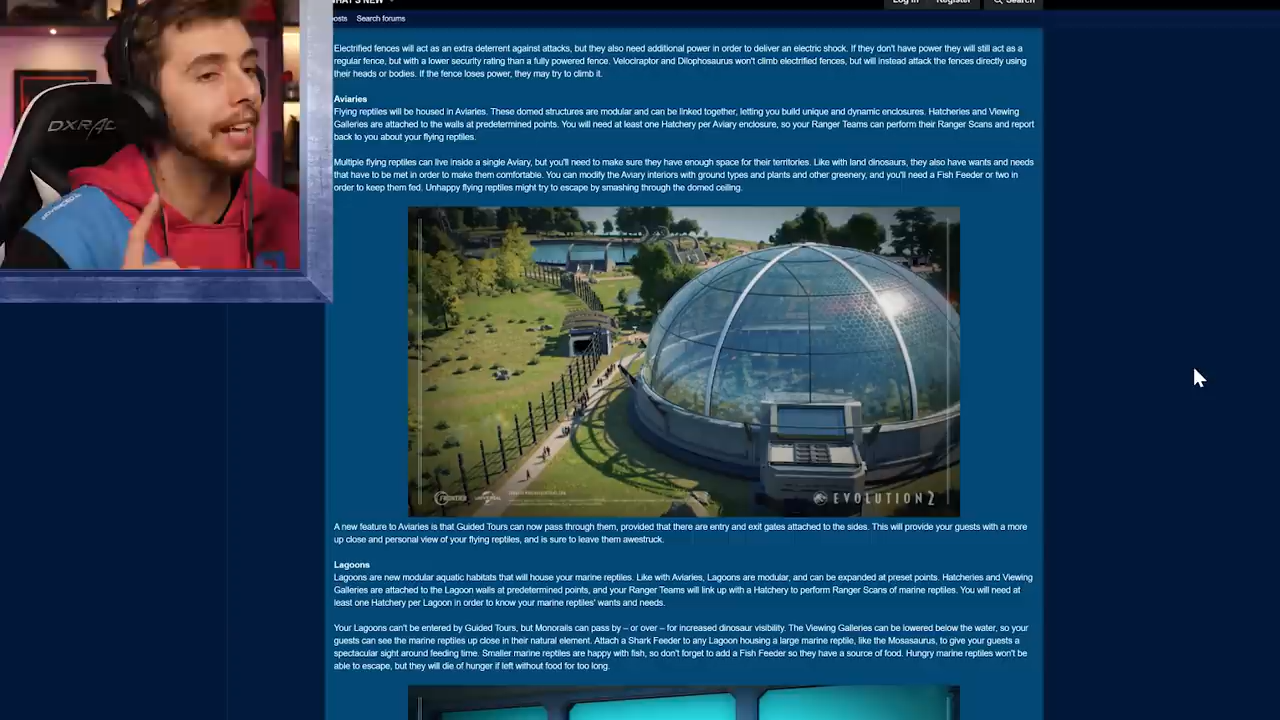 WHAT'S NEW
Log in Register Search
posts Search forums
Electrified fences will act as an extra deterrent against attacks, but they also need additional power in order to deliver an electric shock. If they don't have power they will still act as a
regular fence, but with a lower security rating than a fully powered fence. Velociraptor and Dilophosaurus won't climb electrified fences, but will instead attack the fences directly using
their heads or bodies. If the fence loses power, they may try to climb it.
Aviaries
Flying reptiles will be housed in Aviaries. These domed structures are modular and can be linked together, letting you build unique and dynamic enclosures. Hatcheries and Viewing
Galleries are attached to the walls at predetermined points. You will need at least one Hatchery per Aviary enclosure, so your Ranger Teams can perform their Ranger Scans and report
back to you about your flying reptiles.
Multiple flying reptiles can live inside a single Aviary, but you'll need to make sure they have enough space for their territories. Like with land dinosaurs, they also have wants and needs
that have to be met in order to make them comfortable. You can modify the Aviary interiors with ground types and plants and other greenery, and you'll need a Fish Feeder or two in
order to keep them fed. Unhappy flying reptiles might try to escape by smashing through the domed ceiling.
DXRAC
FRONTIER UNIVERSAL
EVOLUTION 2
A new feature to Aviaries is that Guided Tours can now pass through them, provided that there are entry and exit gates attached to the sides. This will provide your guests with a more
up close and personal view of your flying reptiles, and is sure to leave them awestruck.
Lagoons
Lagoons are new modular aquatic habitats that will house your marine reptiles. Like with Aviaries, Lagoons are modular, and can be expanded at preset points. Hatcheries and Viewing
Galleries are attached to the Lagoon walls at predetermined points, and your Ranger Teams will link up with a Hatchery to perform Ranger Scans of marine reptiles. You will need at
least one Hatchery per Lagoon in order to know your marine reptiles' wants and needs.
Your Lagoons can't be entered by Guided Tours, but Monorails can pass by – or over – for increased dinosaur visibility. The Viewing Galleries can be lowered below the water, so your
guests can see the marine reptiles up close in their natural element. Attach a Shark Feeder to any Lagoon housing a large marine reptile, like the Mosasaurus, to give your guests a
spectacular sight around feeding time. Smaller marine reptiles are happy with fish, so don't forget to add a Fish Feeder so they have a source of food. Hungry marine reptiles won't be
able to escape, but they will die of hunger if left without food for too long.